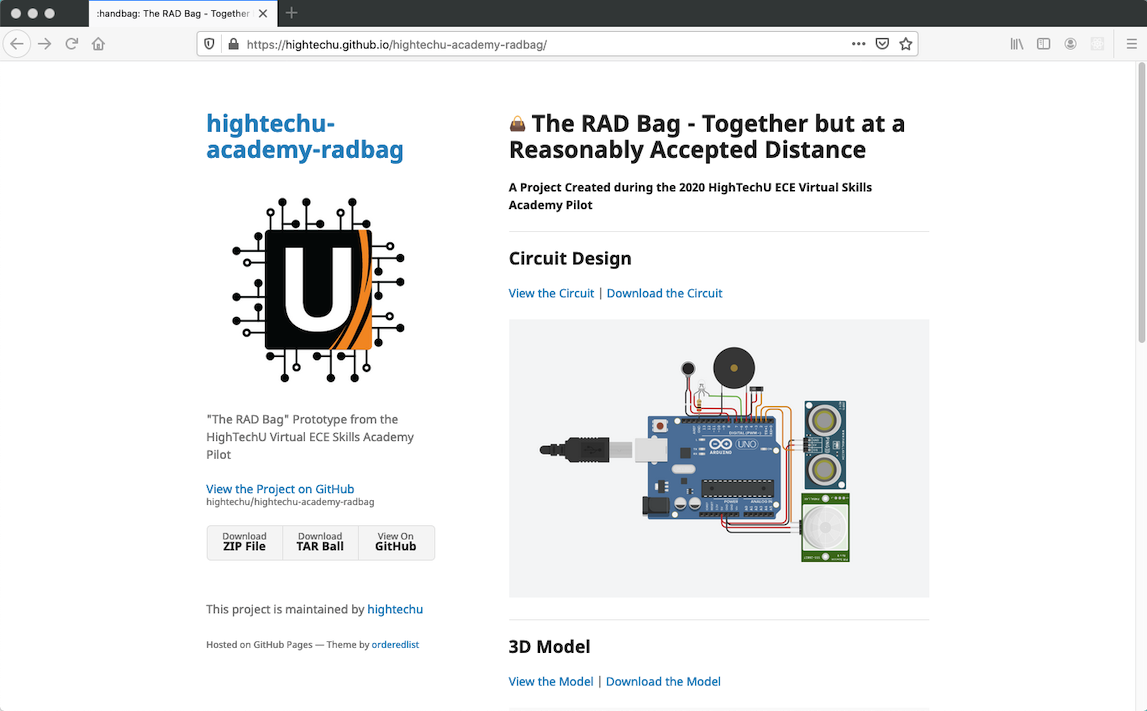 :handbag: The RAD Bag - Together
https://hightechu.github.io/hightechu-academy-radbag/
hightechu-
academy-radbag
U
"The RAD Bag" Prototype from the
HighTechU Virtual ECE Skills Academy
Pilot
View the Project on GitHub
hightechu/hightechu-academy-radbag
Download
ZIP File
Download
TAR Ball
View On
GitHub
This project is maintained by hightechu
Hosted on GitHub Pages — Theme by orderedlist
👜 The RAD Bag - Together but at a
Reasonably Accepted Distance
A Project Created during the 2020 HighTechU ECE Virtual Skills
Academy Pilot
Circuit Design
View the Circuit | Download the Circuit
DIGITAL (PWM~)
UNO
ARDUINO
POWER
ANALOG IN
3D Model
View the Model | Download the Model